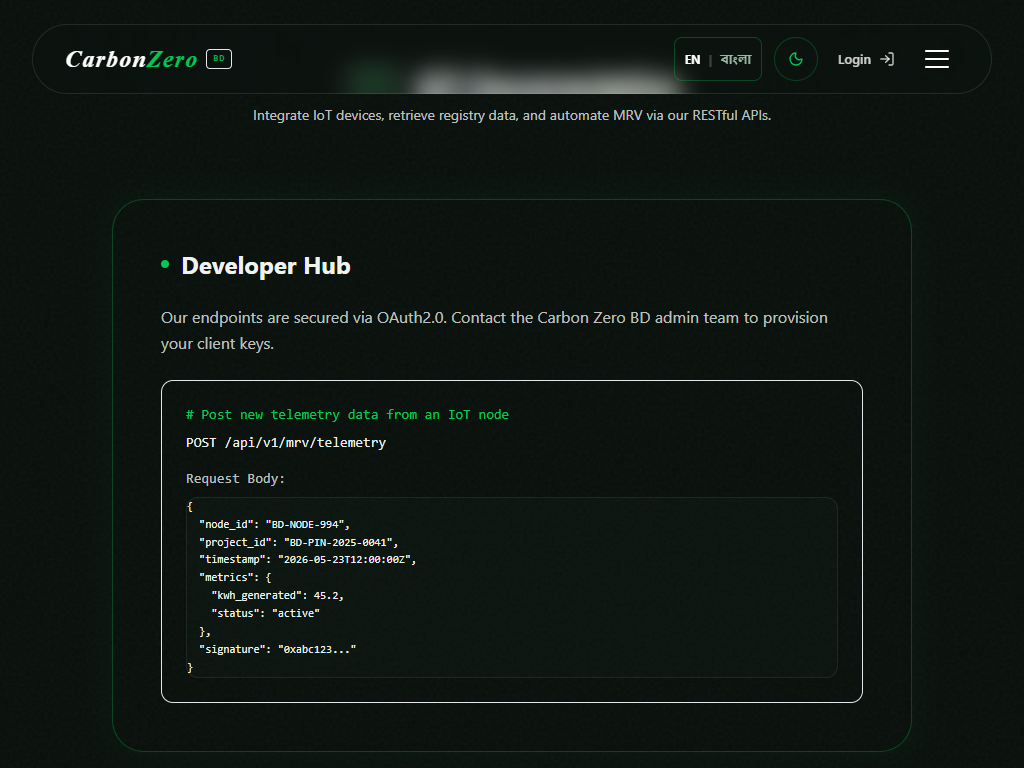 CarbonZero BD
EN | বাংলা
Login
Integrate IoT devices, retrieve registry data, and automate MRV via our RESTful APIs.
Developer Hub
Our endpoints are secured via OAuth2.0. Contact the Carbon Zero BD admin team to provision
your client keys.
# Post new telemetry data from an IoT node
POST /api/v1/mrv/telemetry
Request Body:
{
  "node_id": "BD-NODE-994",
  "project_id": "BD-PIN-2025-0041",
  "timestamp": "2026-05-23T12:00:00Z",
  "metrics": {
    "kwh_generated": 45.2,
    "status": "active"
  },
  "signature": "0xabc123..."
}